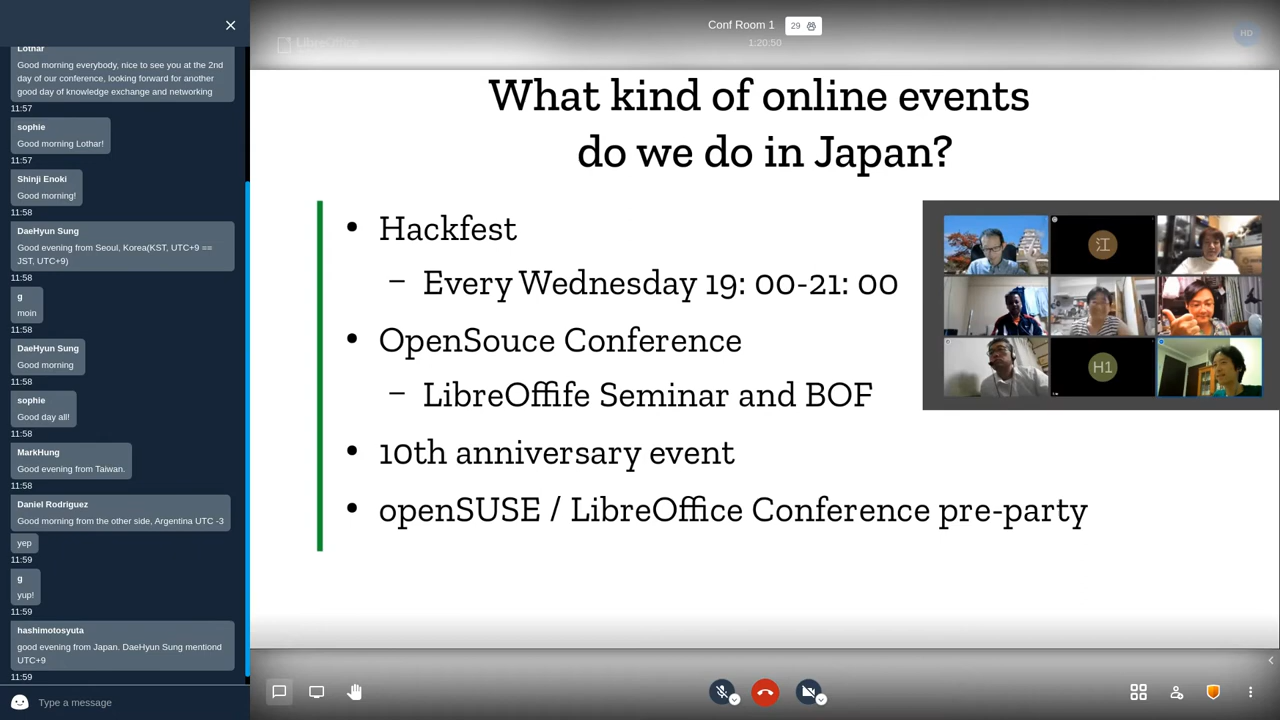 Lothar
Good morning everybody, nice to see you at the 2nd
day of our conference, looking forward for another
good day of knowledge exchange and networking
11:57
sophie
Good morning Lothar!
11:57
Shinji Enoki
Good morning!
11:58
DaeHyun Sung
Good evening from Seoul, Korea(KST, UTC+9 ==
JST, UTC+9)
11:58
g
moin
11:58
DaeHyun Sung
Good morning
11:58
sophie
Good day all!
11:58
MarkHung
Good evening from Taiwan.
11:58
Daniel Rodriguez
Good morning from the other side, Argentina UTC -3
yep
11:59
g
yup!
11:59
hashimotosyuta
good evening from Japan. DaeHyun Sung mentiond
UTC+9
11:59
Type a message
LibreOffice
Conf Room 1
29
1:20:50
HD
What kind of online events
do we do in Japan?
• Hackfest
– Every Wednesday 19: 00-21: 00
• OpenSouce Conference
– LibreOffife Seminar and BOF
• 10th anniversary event
• openSUSE / LibreOffice Conference pre-party
江
H1